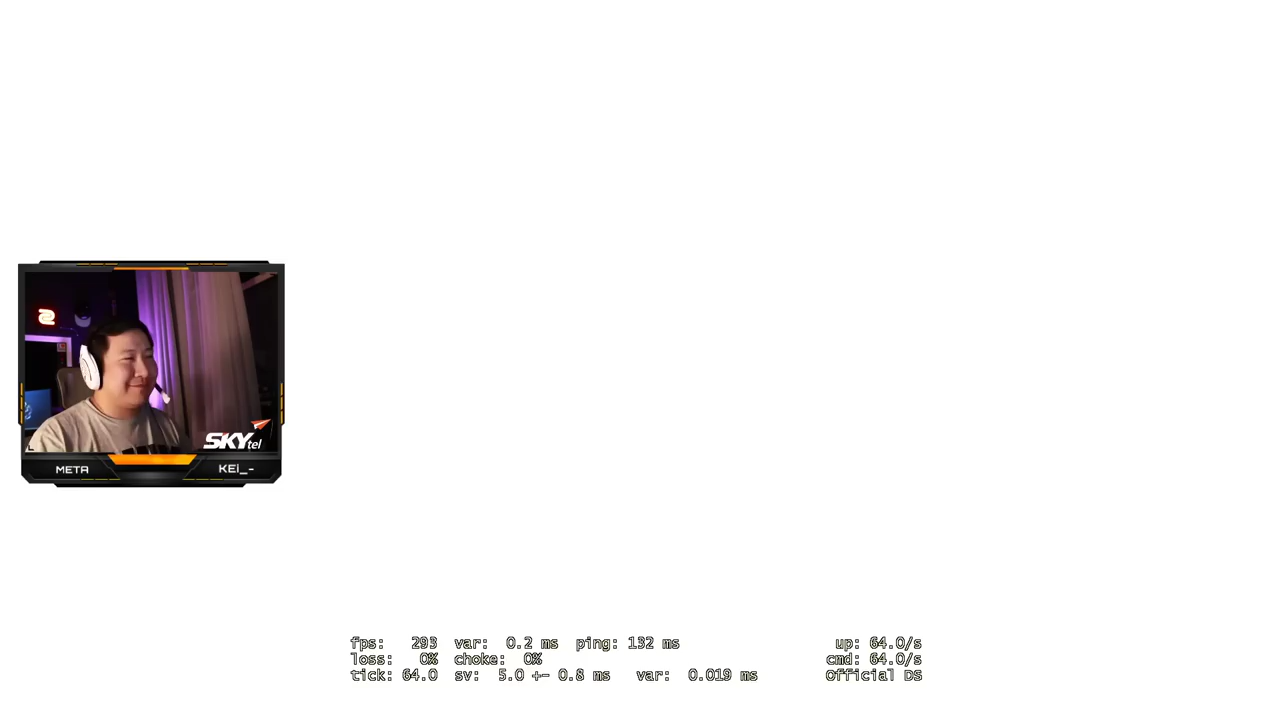 SKYtel
META
KEi_-
fps: 293 var: 0.2 ms ping: 132 ms up: 64.0/s
loss: 0% choke: 0% cmd: 64.0/s
tick: 64.0 sv: 5.0 +- 0.8 ms var: 0.019 ms Official DS